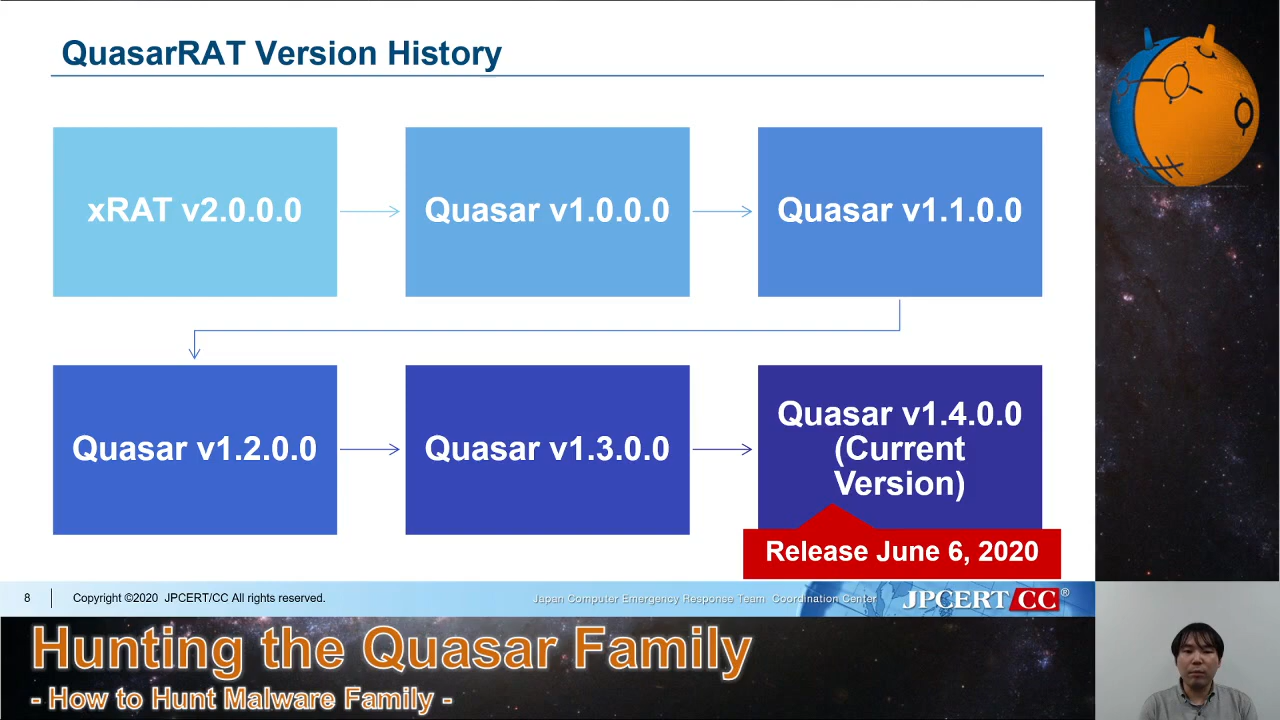 QuasarRAT Version History
xRAT v2.0.0.0
Quasar v1.0.0.0
Quasar v1.1.0.0
Quasar v1.2.0.0
Quasar v1.3.0.0
Quasar v1.4.0.0
(Current
Version)
Release June 6, 2020
8
Copyright ©2020 JPCERT/CC All rights reserved.
Japan Computer Emergency Response Team Coordination Center
JPCERT CC®
Hunting the Quasar Family
- How to Hunt Malware Family -